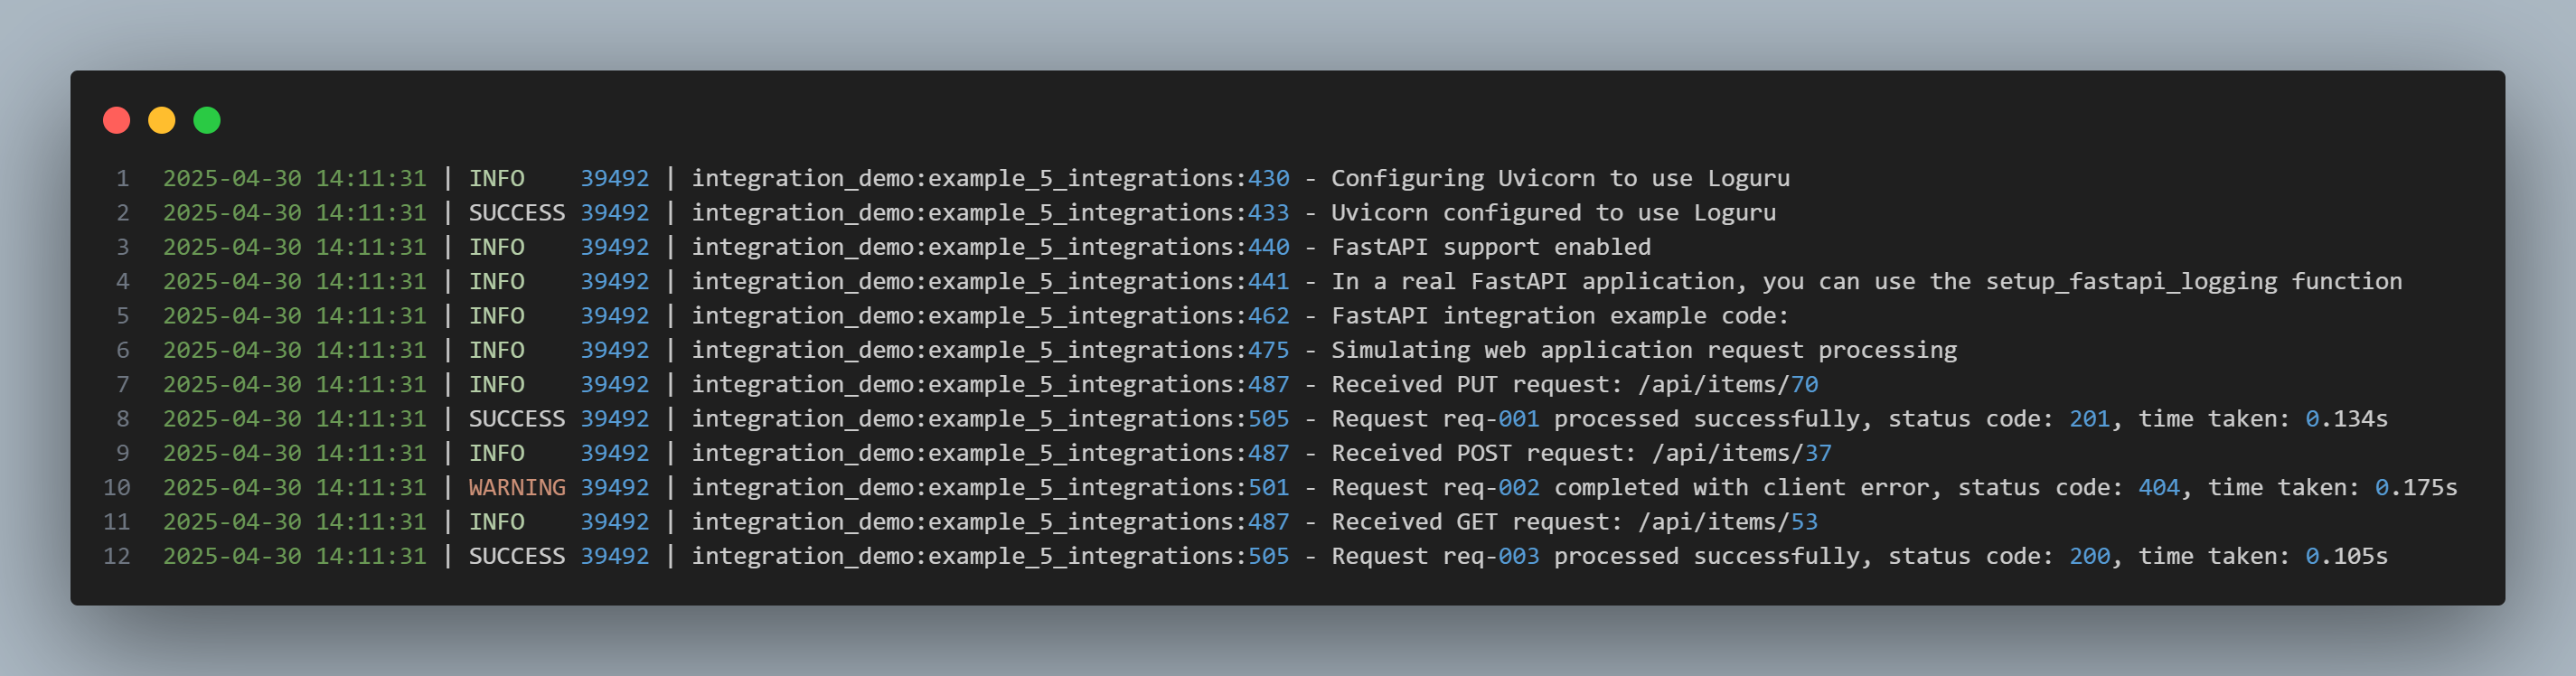 1 2025-04-30 14:11:31 | INFO    39492 | integration_demo:example_5_integrations:430 - Configuring Uvicorn to use Loguru
2 2025-04-30 14:11:31 | SUCCESS 39492 | integration_demo:example_5_integrations:433 - Uvicorn configured to use Loguru
3 2025-04-30 14:11:31 | INFO    39492 | integration_demo:example_5_integrations:440 - FastAPI support enabled
4 2025-04-30 14:11:31 | INFO    39492 | integration_demo:example_5_integrations:441 - In a real FastAPI application, you can use the setup_fastapi_logging function
5 2025-04-30 14:11:31 | INFO    39492 | integration_demo:example_5_integrations:462 - FastAPI integration example code:
6 2025-04-30 14:11:31 | INFO    39492 | integration_demo:example_5_integrations:475 - Simulating web application request processing
7 2025-04-30 14:11:31 | INFO    39492 | integration_demo:example_5_integrations:487 - Received PUT request: /api/items/70
8 2025-04-30 14:11:31 | SUCCESS 39492 | integration_demo:example_5_integrations:505 - Request req-001 processed successfully, status code: 201, time taken: 0.134s
9 2025-04-30 14:11:31 | INFO    39492 | integration_demo:example_5_integrations:487 - Received POST request: /api/items/37
10 2025-04-30 14:11:31 | WARNING 39492 | integration_demo:example_5_integrations:501 - Request req-002 completed with client error, status code: 404, time taken: 0.175s
11 2025-04-30 14:11:31 | INFO    39492 | integration_demo:example_5_integrations:487 - Received GET request: /api/items/53
12 2025-04-30 14:11:31 | SUCCESS 39492 | integration_demo:example_5_integrations:505 - Request req-003 processed successfully, status code: 200, time taken: 0.105s